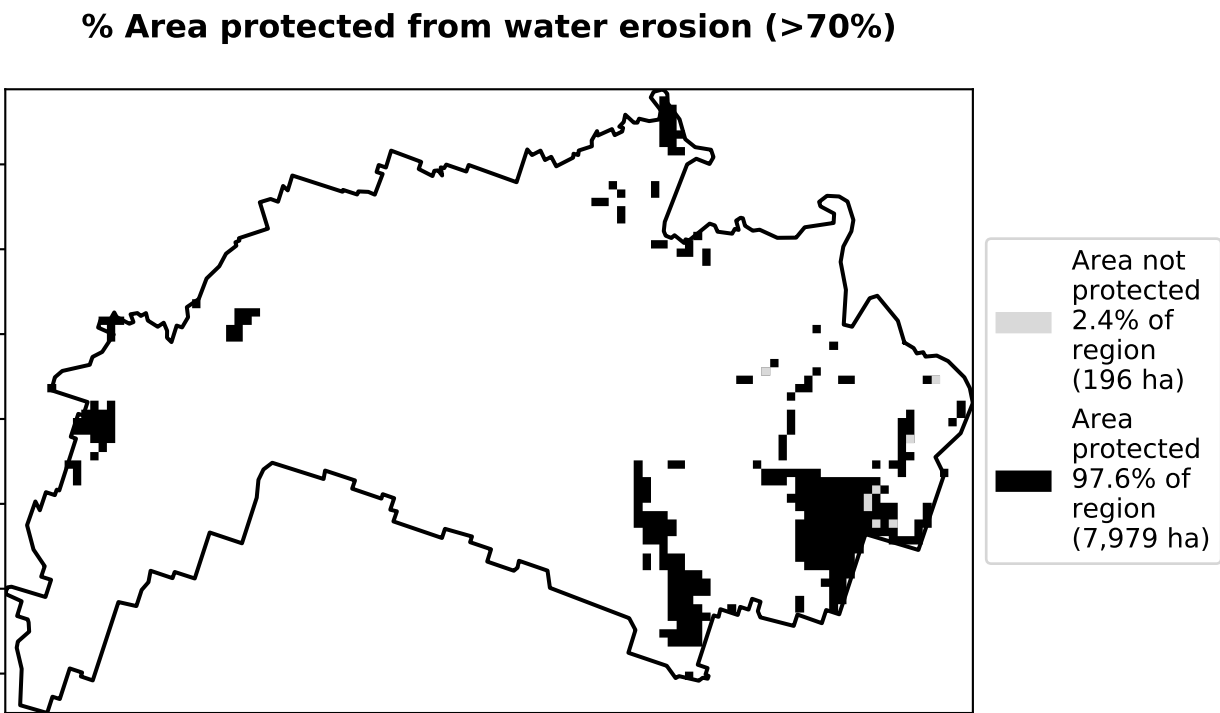 % Area protected from water erosion (>70%)
Area not
protected
2.4% of
region
(196 ha)
Area
protected
97.6% of
region
(7,979 ha)